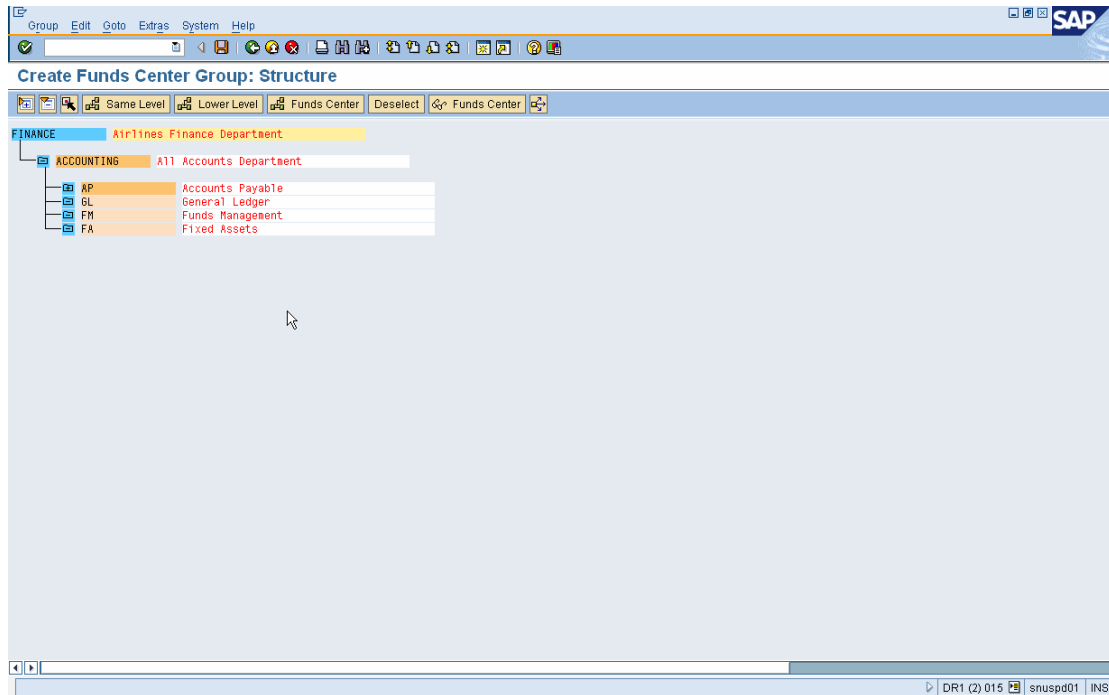 Group Edit Goto Extras System Help
SAP
Create Funds Center Group: Structure
Same Level Lower Level Funds Center Deselect Funds Center
FINANCE Airlines Finance Department
ACCOUNTING All Accounts Department
AP Accounts Payable
GL General Ledger
FM Funds Management
FA Fixed Assets
DR1 (2) 015 snuspd01 INS